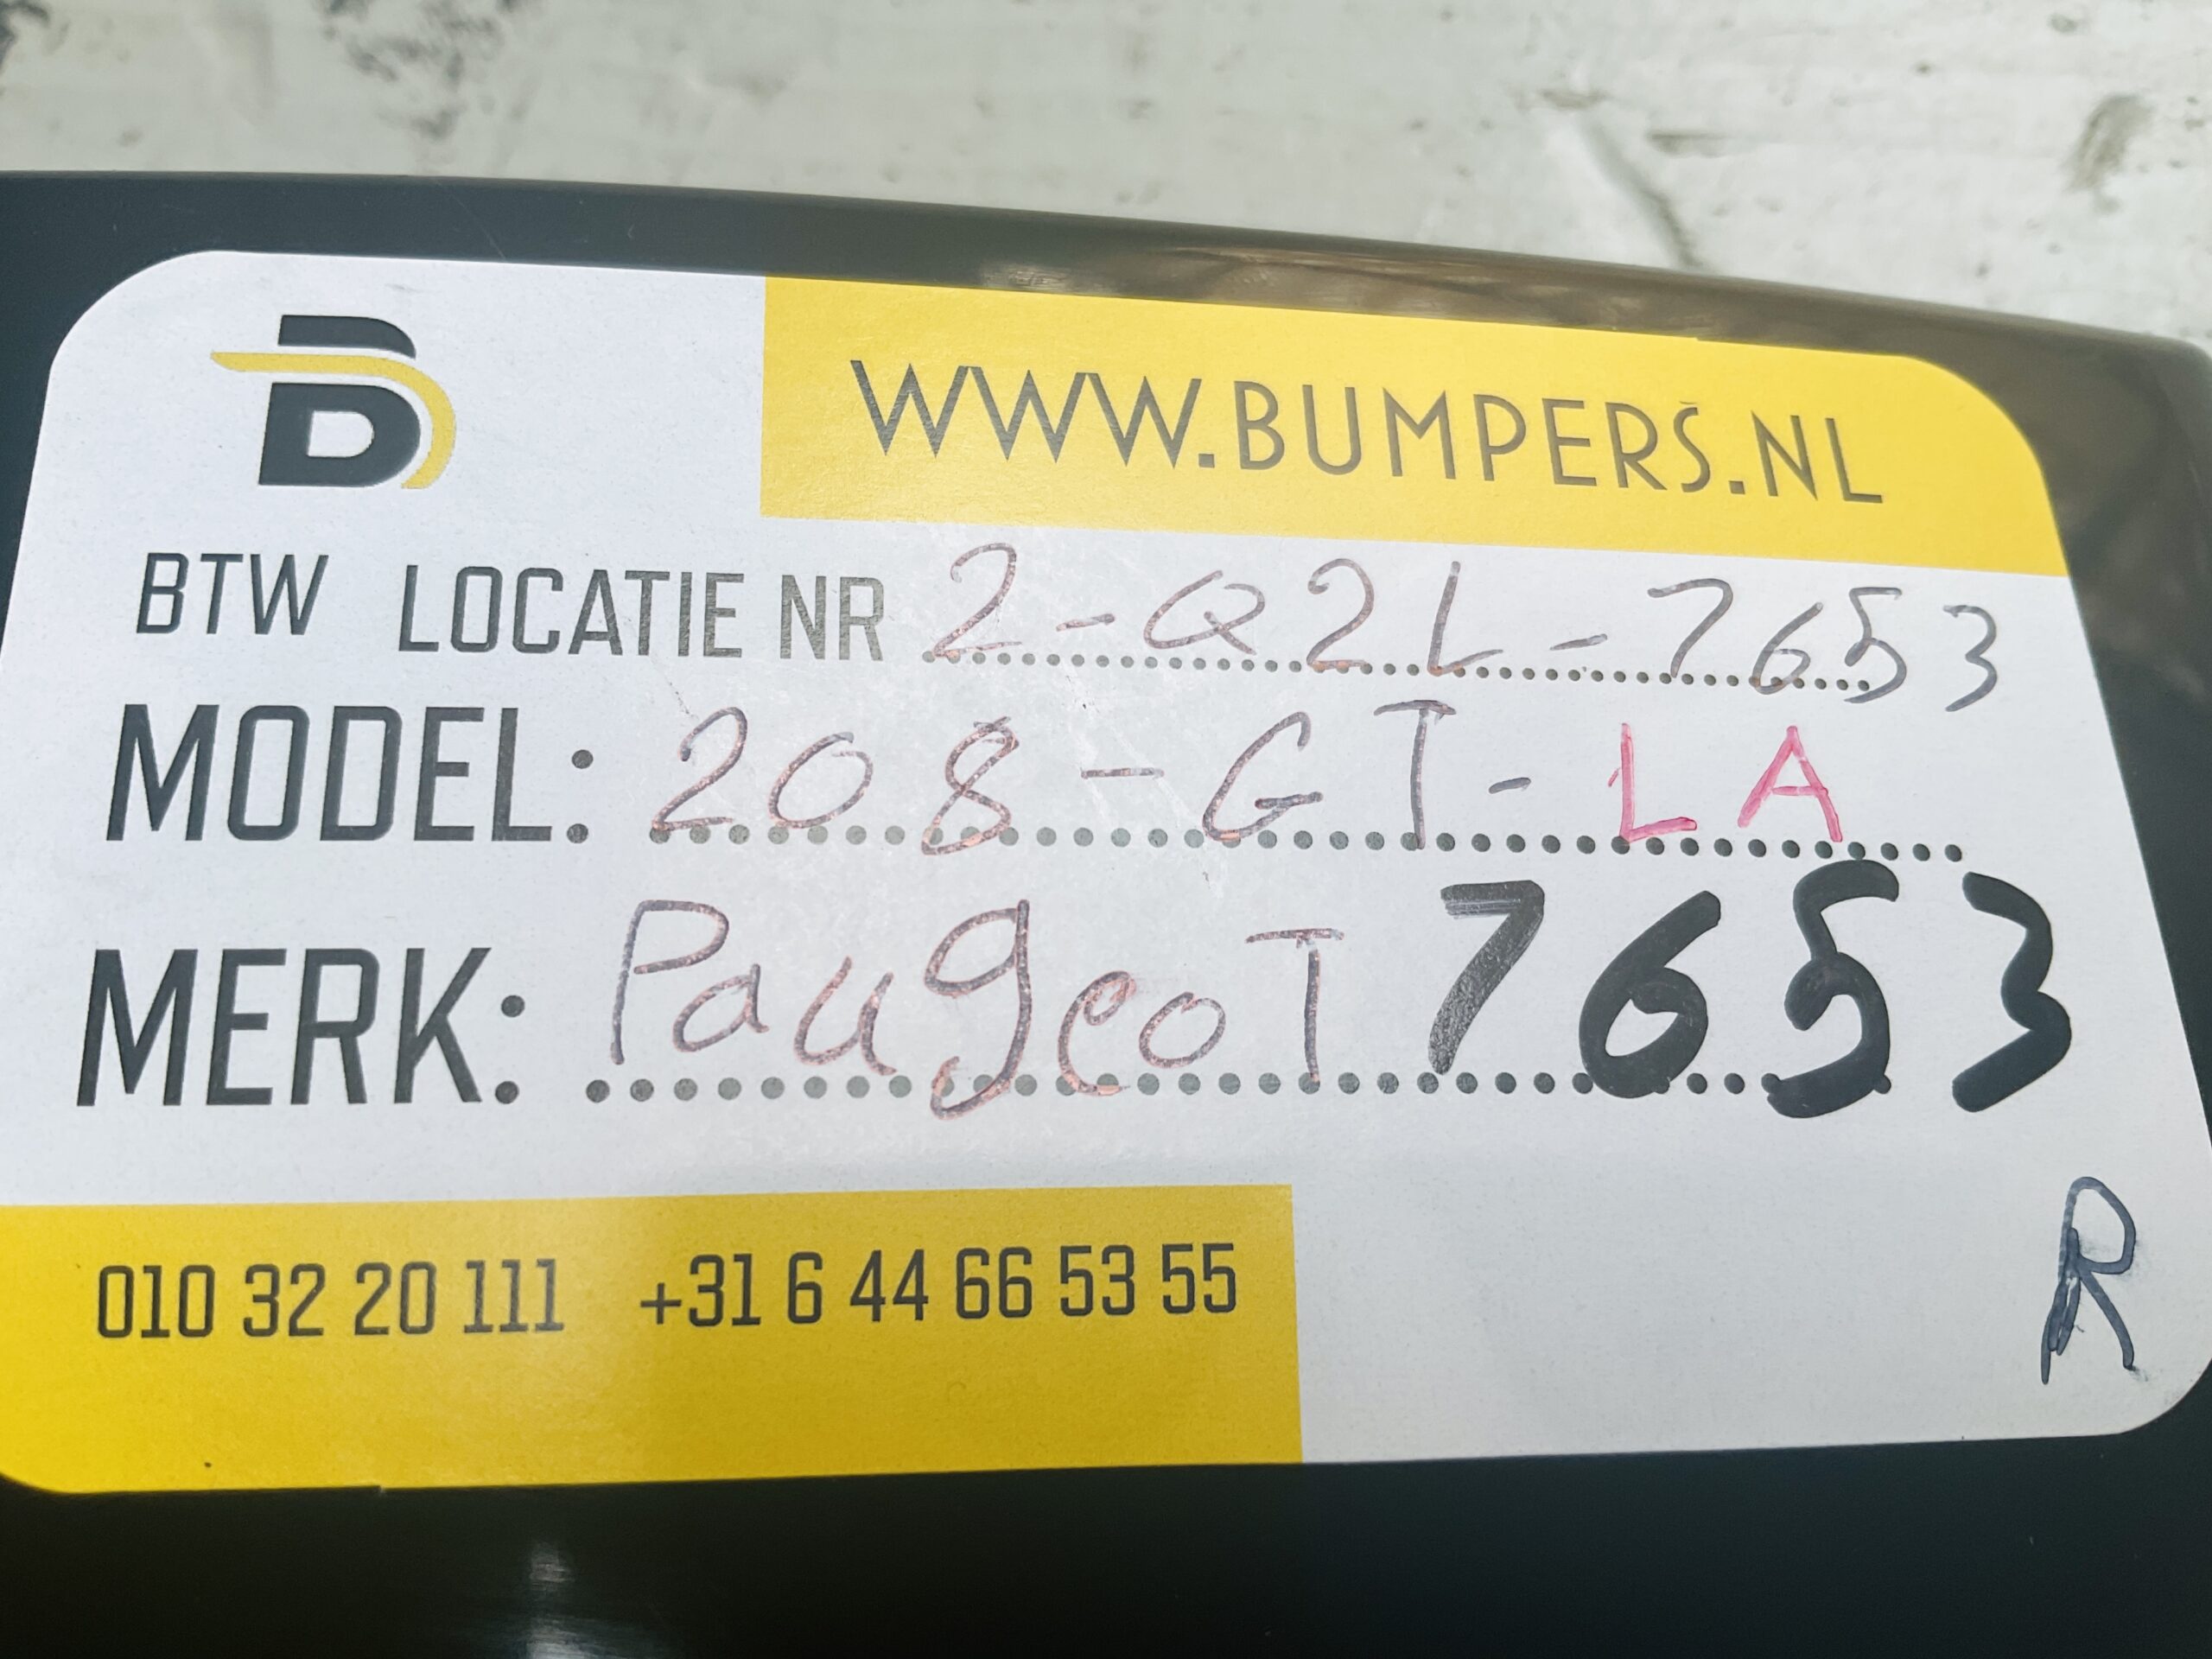 B
WWW.BUMPERS.NL
BTW LOCATIE NR 2-Q2L-7653
MODEL: 208-GT-LA
MERK: Paugeot 7653
010 32 20 111 +31 6 44 66 53 55
R